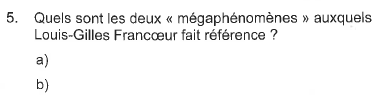 5. Quels sont les deux « mégaphénomènes » auxquels
Louis-Gilles Francœur fait référence ?
a)
b)